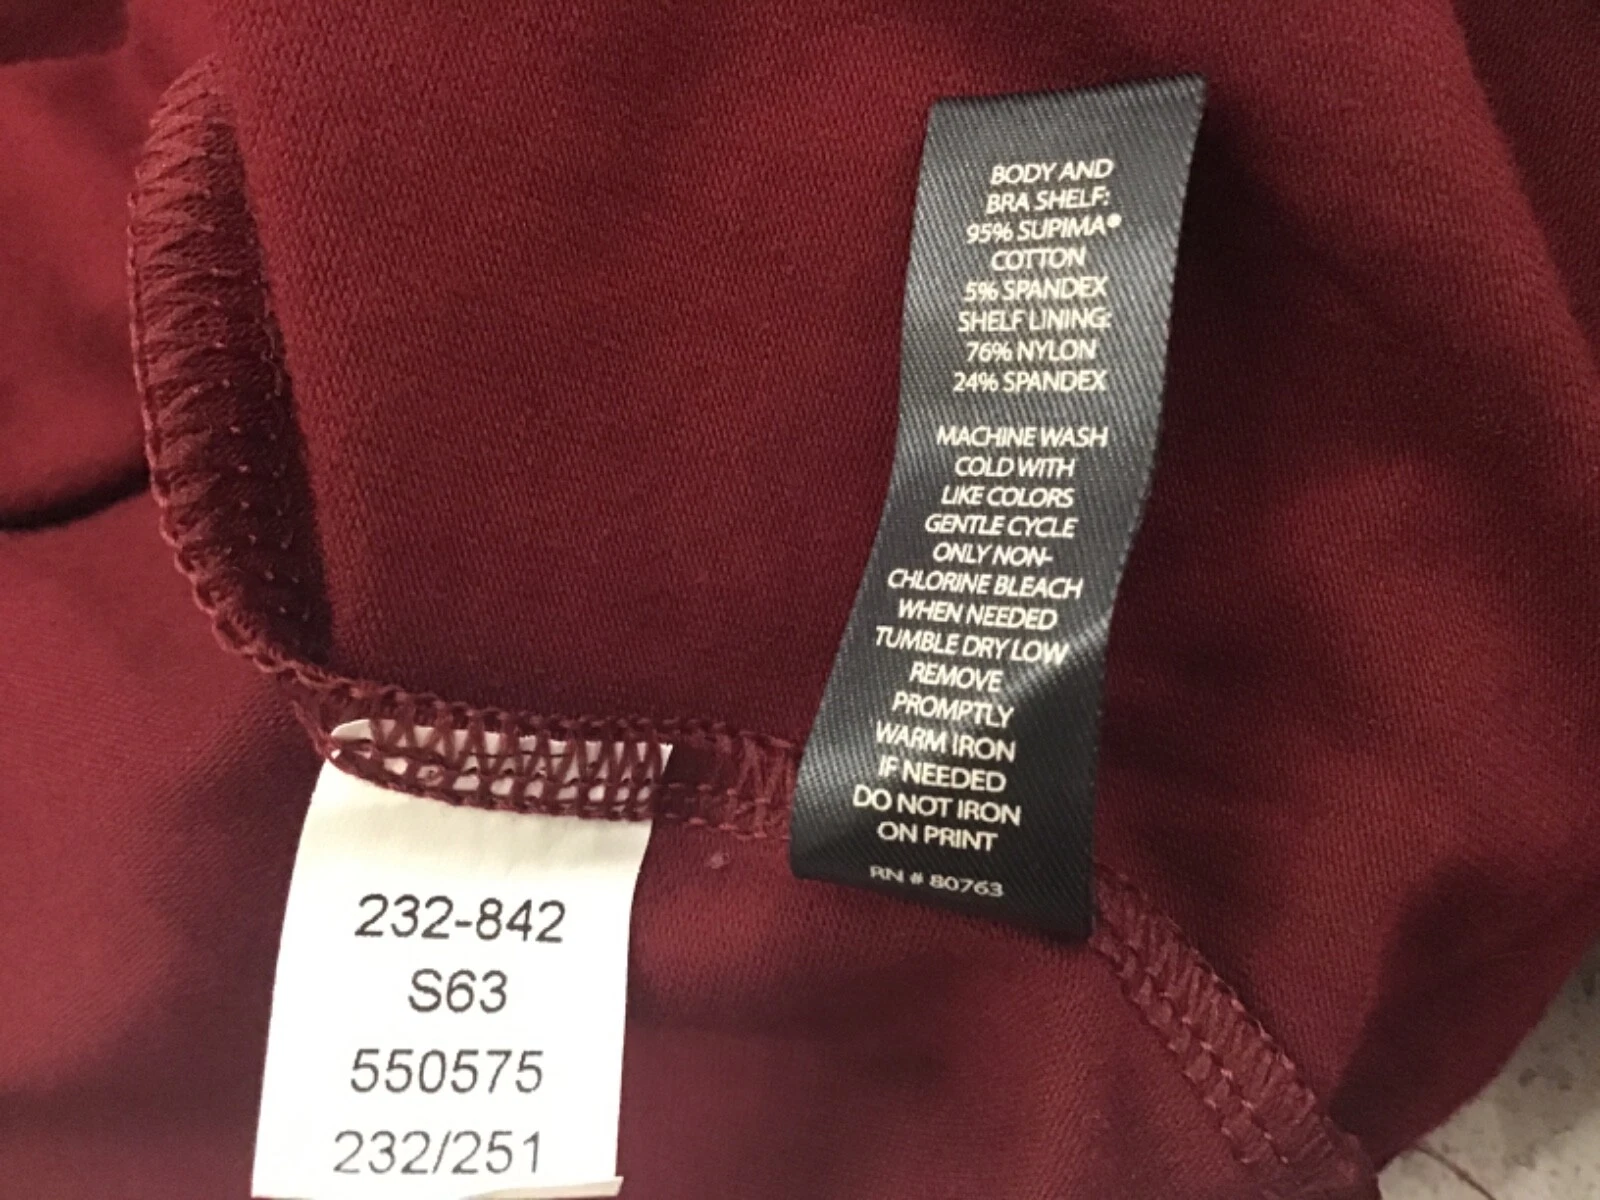 BODY AND
BRA SHELF:
95% SUPIMA®
COTTON
5% SPANDEX
SHELF LINING:
76% NYLON
24% SPANDEX
MACHINE WASH
COLD WITH
LIKE COLORS
GENTLE CYCLE
ONLY NON-
CHLORINE BLEACH
WHEN NEEDED
TUMBLE DRY LOW
REMOVE
PROMPTLY
WARM IRON
IF NEEDED
DO NOT IRON
ON PRINT
RN # 80763
232-842
S63
550575
232/251